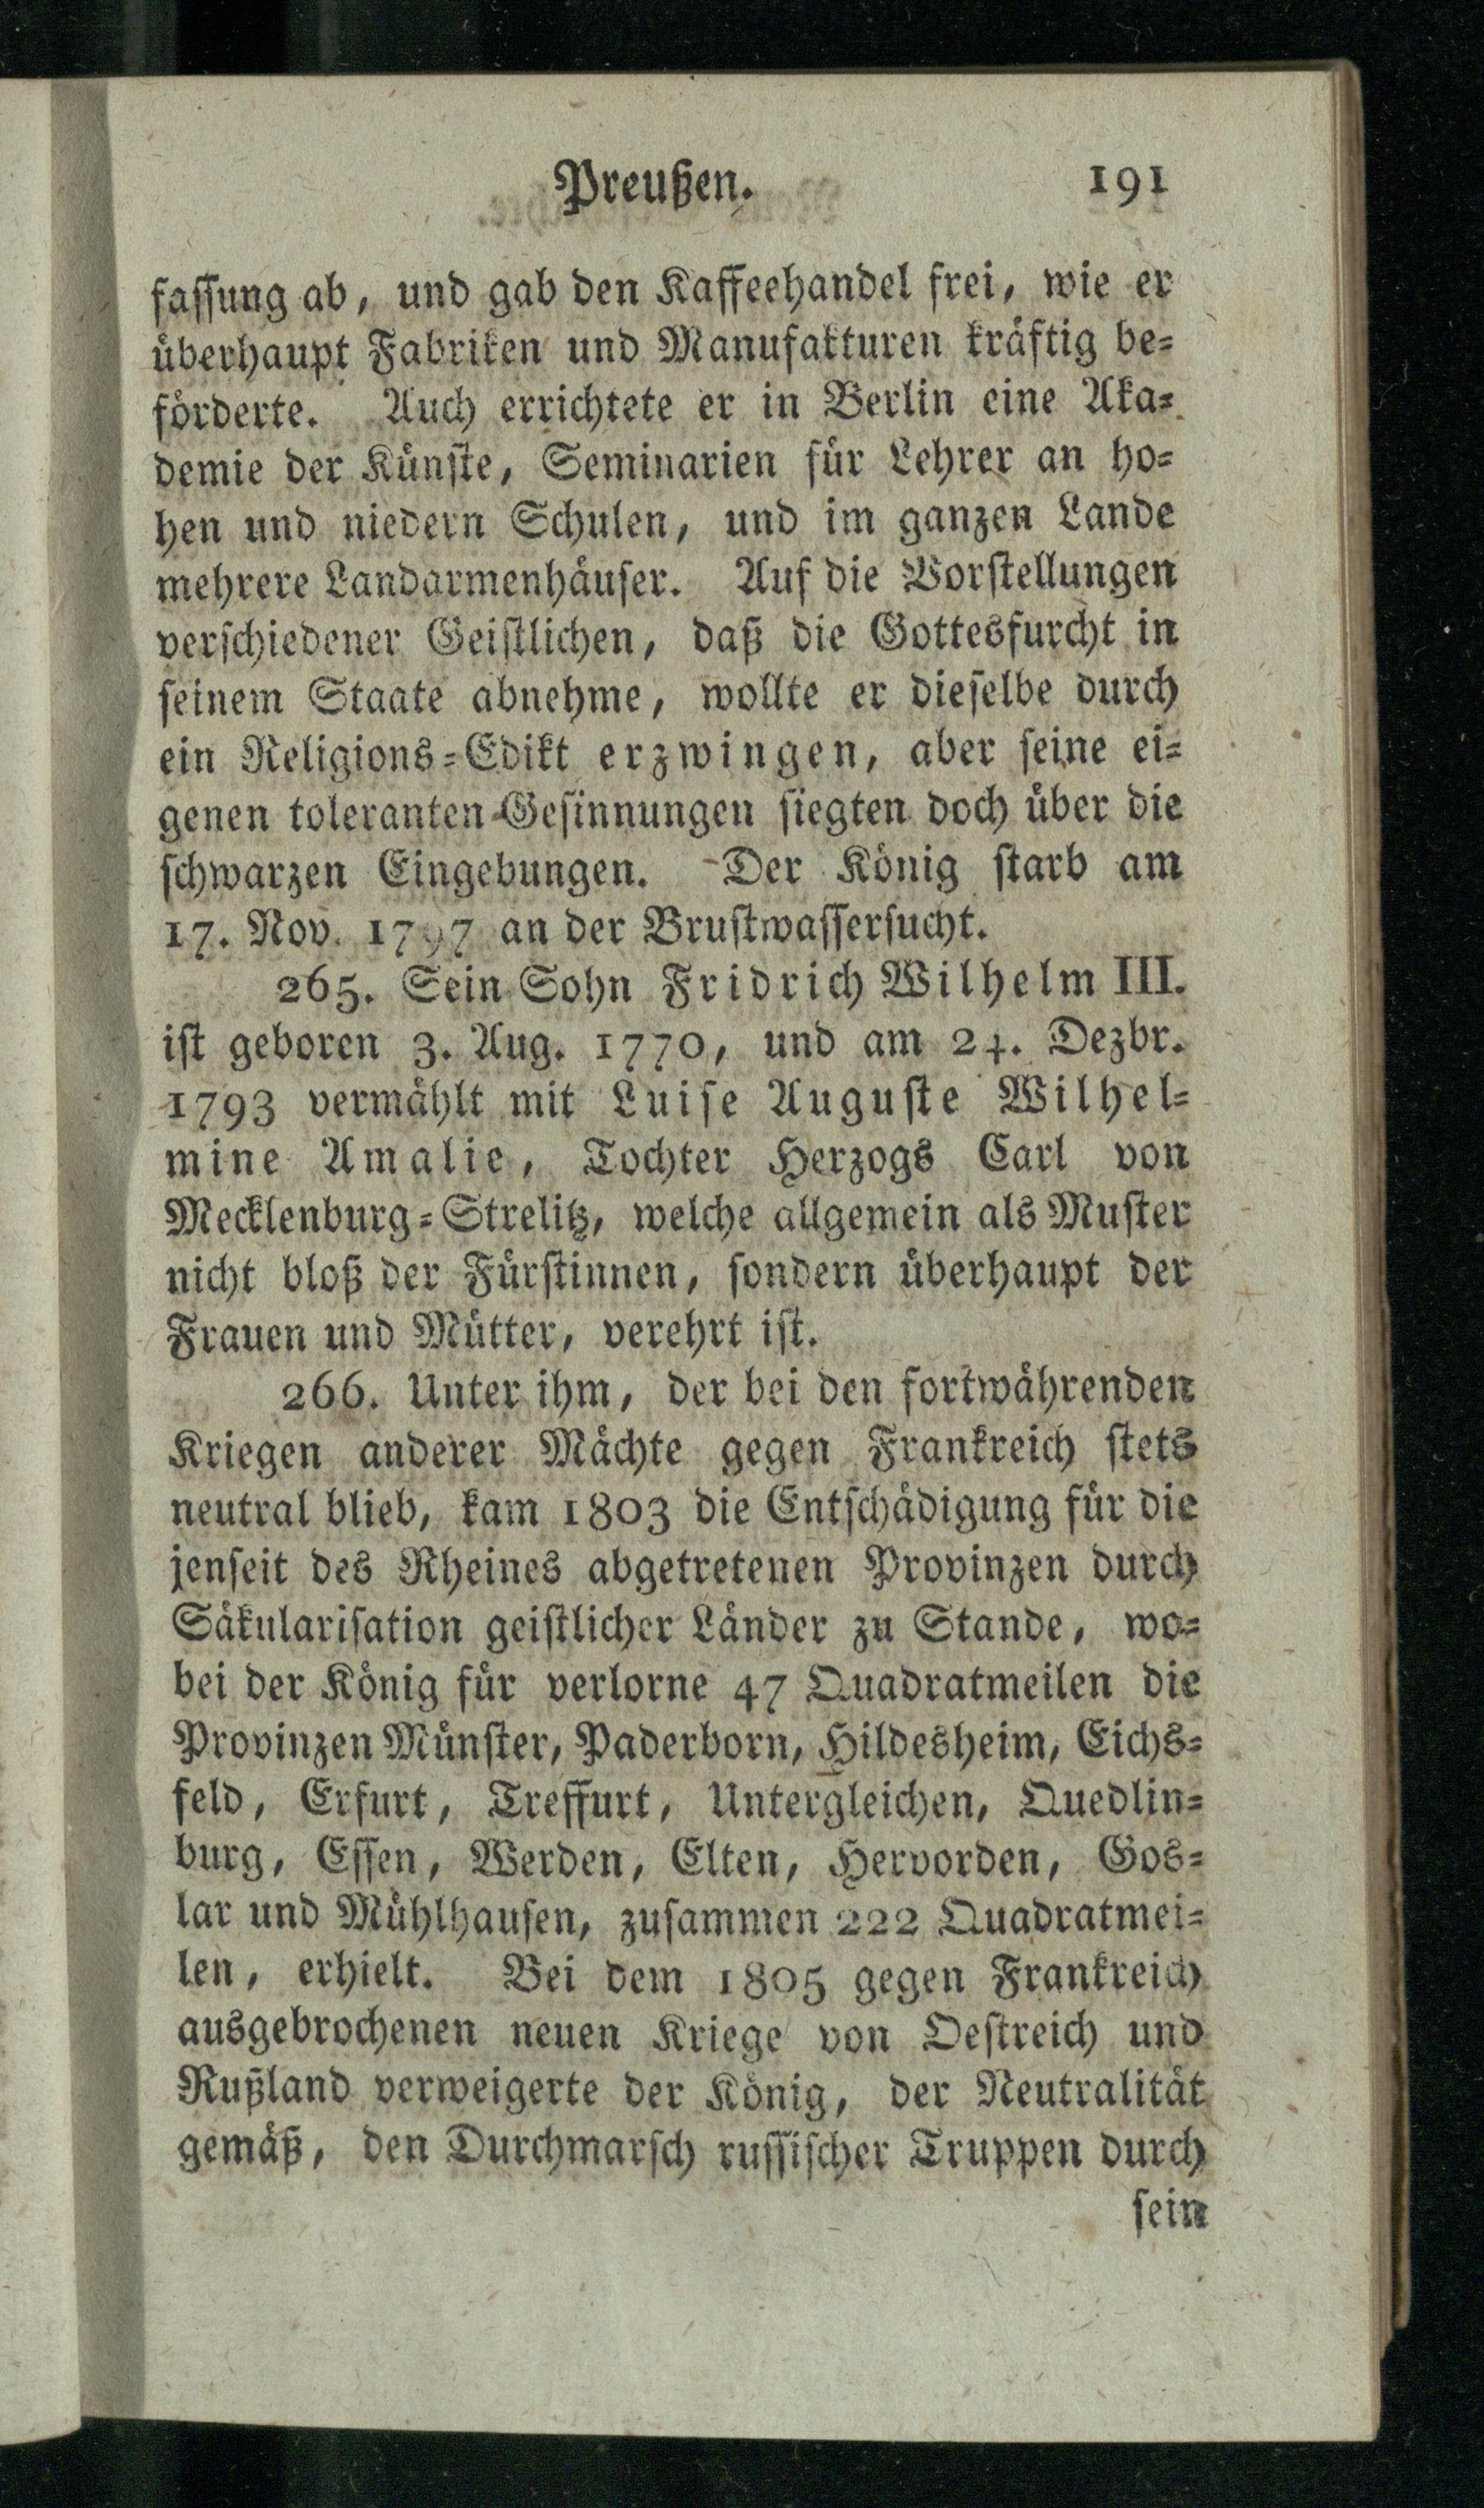 Preußen. 191
fassung ab, und gab den Kaffeehandel frei, wie er
überhaupt Fabriken und Manufakturen kräftig be-
förderte. Auch errichtete er in Berlin eine Aka-
demie der Künste, Seminarien für Lehrer an ho-
hen und niedern Schulen, und im ganzen Lande
mehrere Landarmenhäuser. Auf die Vorstellungen
verschiedener Geistlichen, daß die Gottesfurcht in
seinem Staate abnehme, wollte er dieselbe durch
ein Religions-Edikt erzwingen, aber seine ei-
genen toleranten Gesinnungen siegten doch über die
schwarzen Eingebungen. Der König starb am
17. Nov. 1797 an der Brustwassersucht.
265. Sein Sohn Fridrich Wilhelm III.
ist geboren 3. Aug. 1770, und am 24. Dezbr.
1793 vermählt mit Luise Auguste Wilhel-
mine Amalie, Tochter Herzogs Carl von
Mecklenburg-Strelitz, welche allgemein als Muster
nicht bloß der Fürstinnen, sondern überhaupt der
Frauen und Mütter, verehrt ist.
266. Unter ihm, der bei den fortwährenden
Kriegen anderer Mächte gegen Frankreich stets
neutral blieb, kam 1803 die Entschädigung für die
jenseit des Rheines abgetretenen Provinzen durch
Säkularisation geistlicher Länder zu Stande, wo-
bei der König für verlorne 47 Quadratmeilen die
Provinzen Münster, Paderborn, Hildesheim, Eichs-
feld, Erfurt, Treffurt, Untergleichen, Quedlin-
burg, Essen, Werden, Elten, Hervorden, Gos-
lar und Mühlhausen, zusammen 222 Quadratmei-
len, erhielt. Bei dem 1805 gegen Frankreich
ausgebrochenen neuen Kriege von Oestreich und
Rußland verweigerte der König, der Neutralität
gemäß, den Durchmarsch russischer Truppen durch
sein